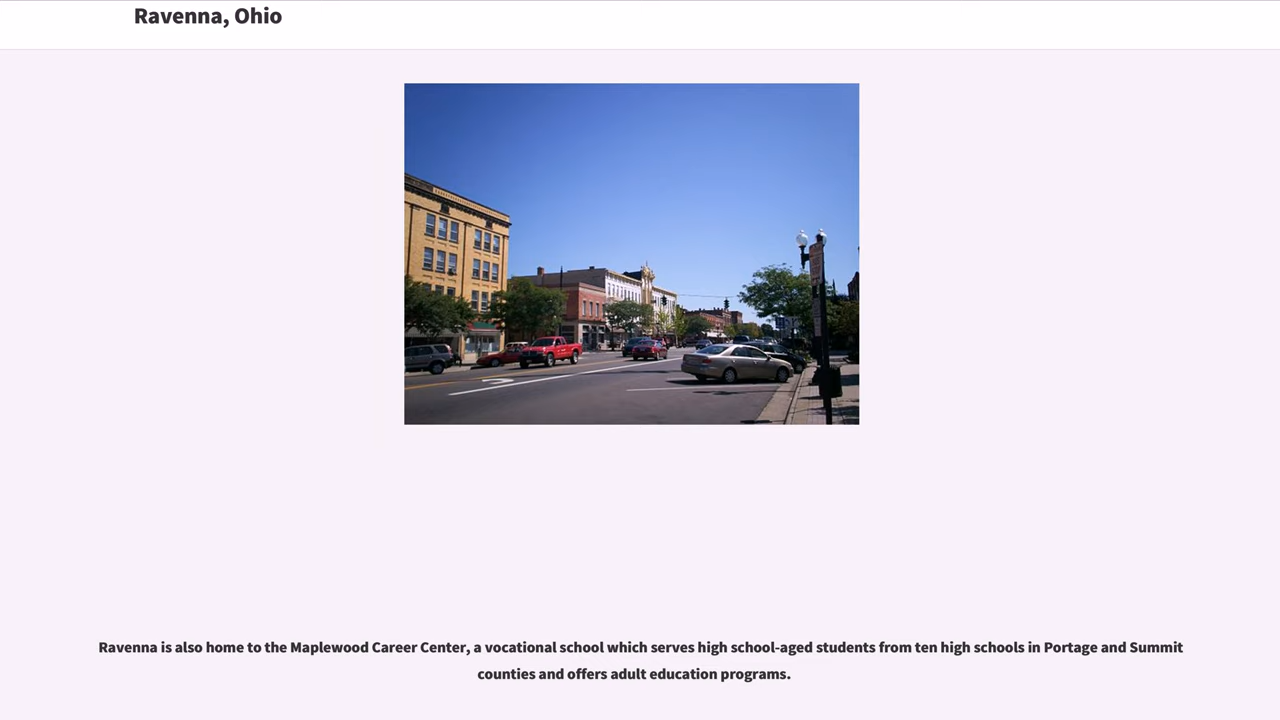 Ravenna, Ohio
Ravenna is also home to the Maplewood Career Center, a vocational school which serves high school-aged students from ten high schools in Portage and Summit
counties and offers adult education programs.